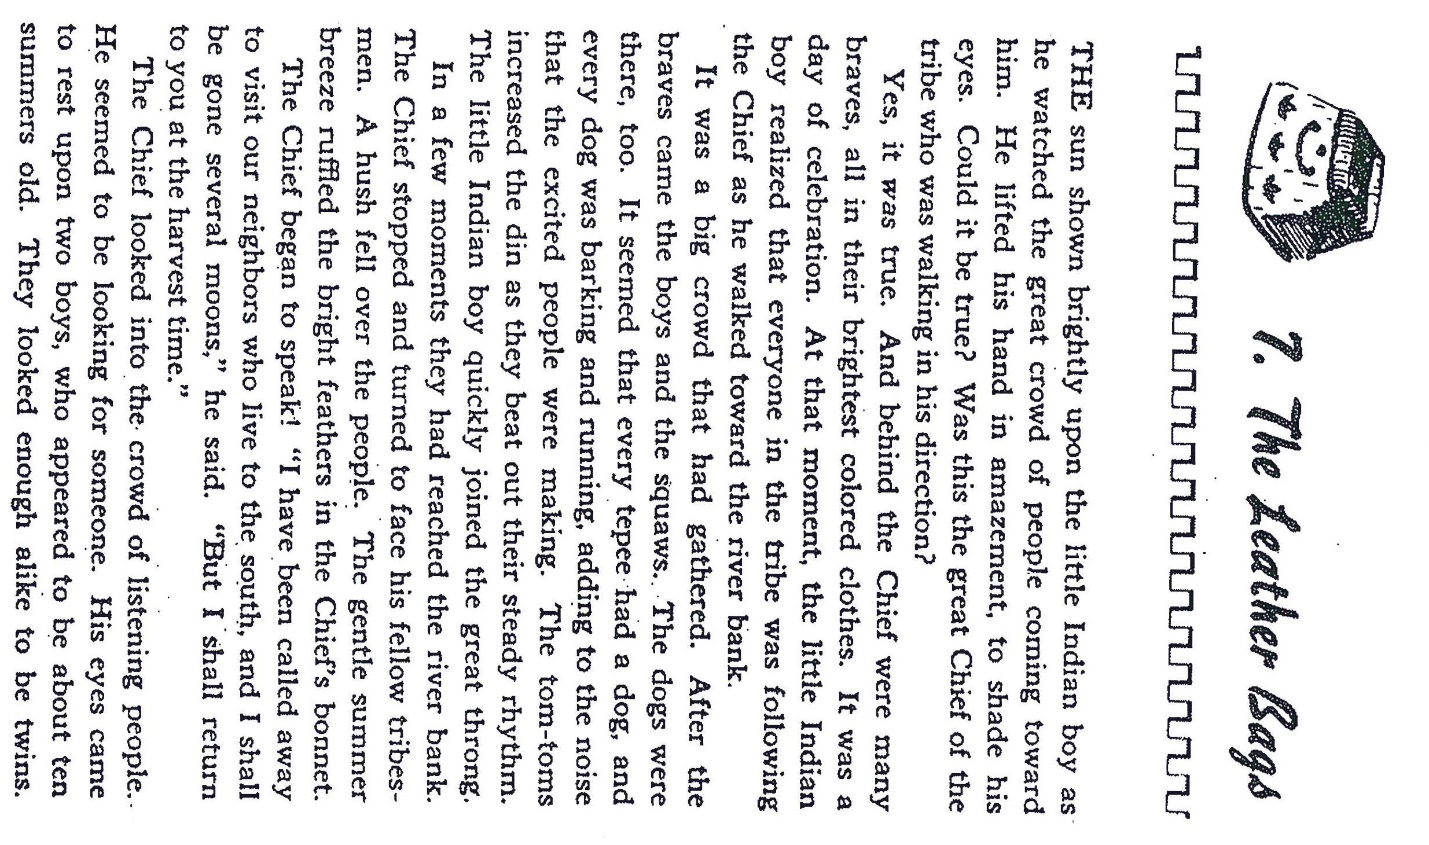 7. The Leather Bags
THE sun shown brightly upon the little Indian boy as
he watched the great crowd of people coming toward
him. He lifted his hand in amazement, to shade his
eyes. Could it be true? Was this the great Chief of the
tribe who was walking in his direction?
Yes, it was true. And behind the Chief were many
braves, all in their brightest colored clothes. It was a
day of celebration. At that moment, the little Indian
boy realized that everyone in the tribe was following
the Chief as he walked toward the river bank.
It was a big crowd that had gathered. After the
braves came the boys and the squaws. The dogs were
there, too. It seemed that every tepee had a dog, and
every dog was barking and running, adding to the noise
that the excited people were making. The tom-toms
increased the din as they beat out their steady rhythm.
The little Indian boy quickly joined the great throng.
In a few moments they had reached the river bank.
The Chief stopped and turned to face his fellow tribes-
men. A hush fell over the people. The gentle summer
breeze ruffled the bright feathers in the Chief's bonnet.
The Chief began to speak! "I have been called away
to visit our neighbors who live to the south, and I shall
be gone several moons," he said. "But I shall return
to you at the harvest time."
The Chief looked into the crowd of listening people.
He seemed to be looking for someone. His eyes came
to rest upon two boys, who appeared to be about ten
summers old. They looked enough alike to be twins.